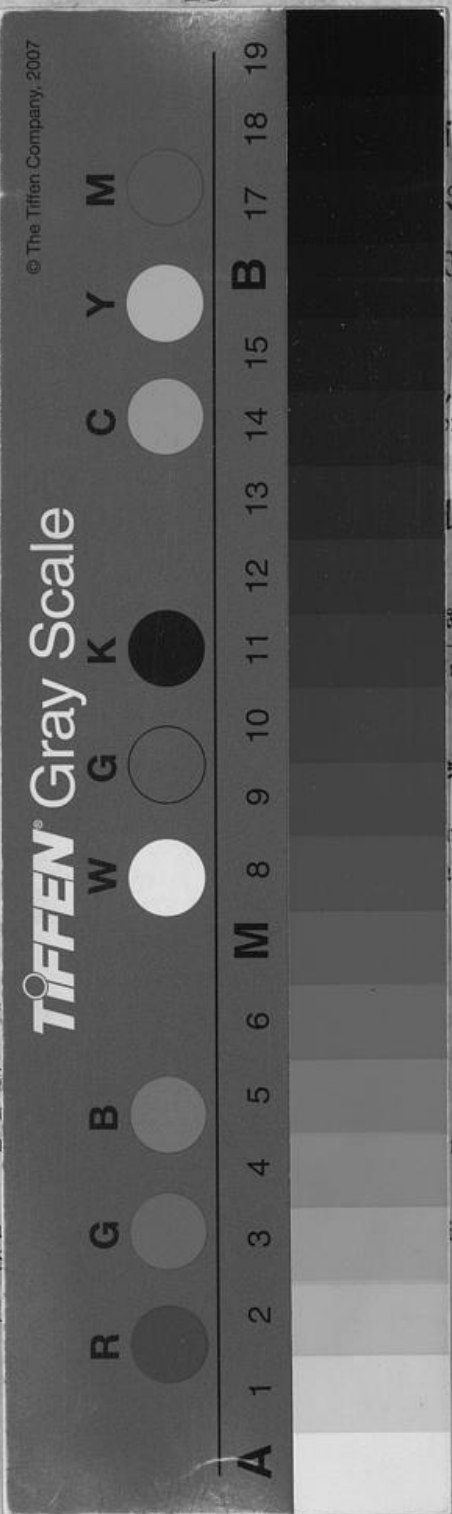 TIFFEN® Gray Scale
© The Tiffen Company, 2007
R G B W G K C Y M
A 1 2 3 4 5 6 M 8 9 10 11 12 13 14 15 B 17 18 19